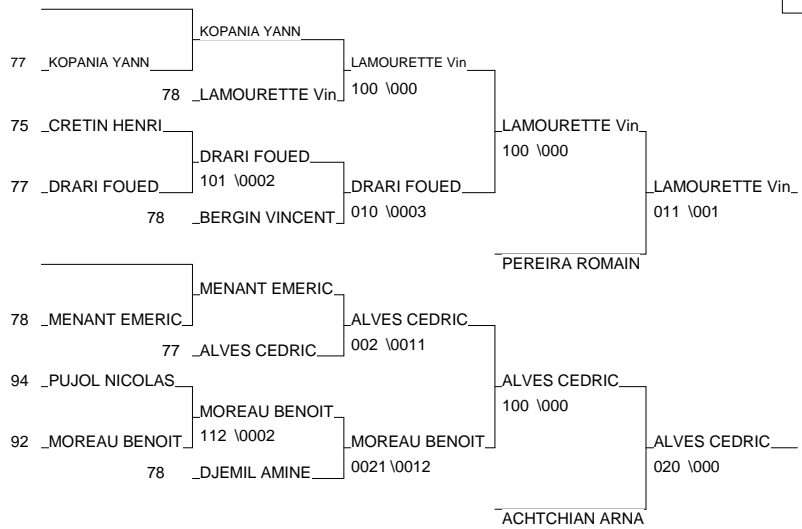 KOPANIA YANN
77 KOPANIA YANN
LAMOURETTE Vin
78 LAMOURETTE Vin
100 \000
75 CRETIN HENRI
LAMOURETTE Vin
100 \000
DRARI FOUED
101 \0002
77 DRARI FOUED
DRARI FOUED
LAMOURETTE Vin
78 BERGIN VINCENT
010 \0003
011 \001
PEREIRA ROMAIN
MENANT EMERIC
78 MENANT EMERIC
ALVES CEDRIC
77 ALVES CEDRIC
002 \0011
94 PUJOL NICOLAS
ALVES CEDRIC
100 \000
MOREAU BENOIT
112 \0002
92 MOREAU BENOIT
MOREAU BENOIT
ALVES CEDRIC
78 DJEMIL AMINE
0021 \0012
020 \000
ACHTCHIAN ARNA